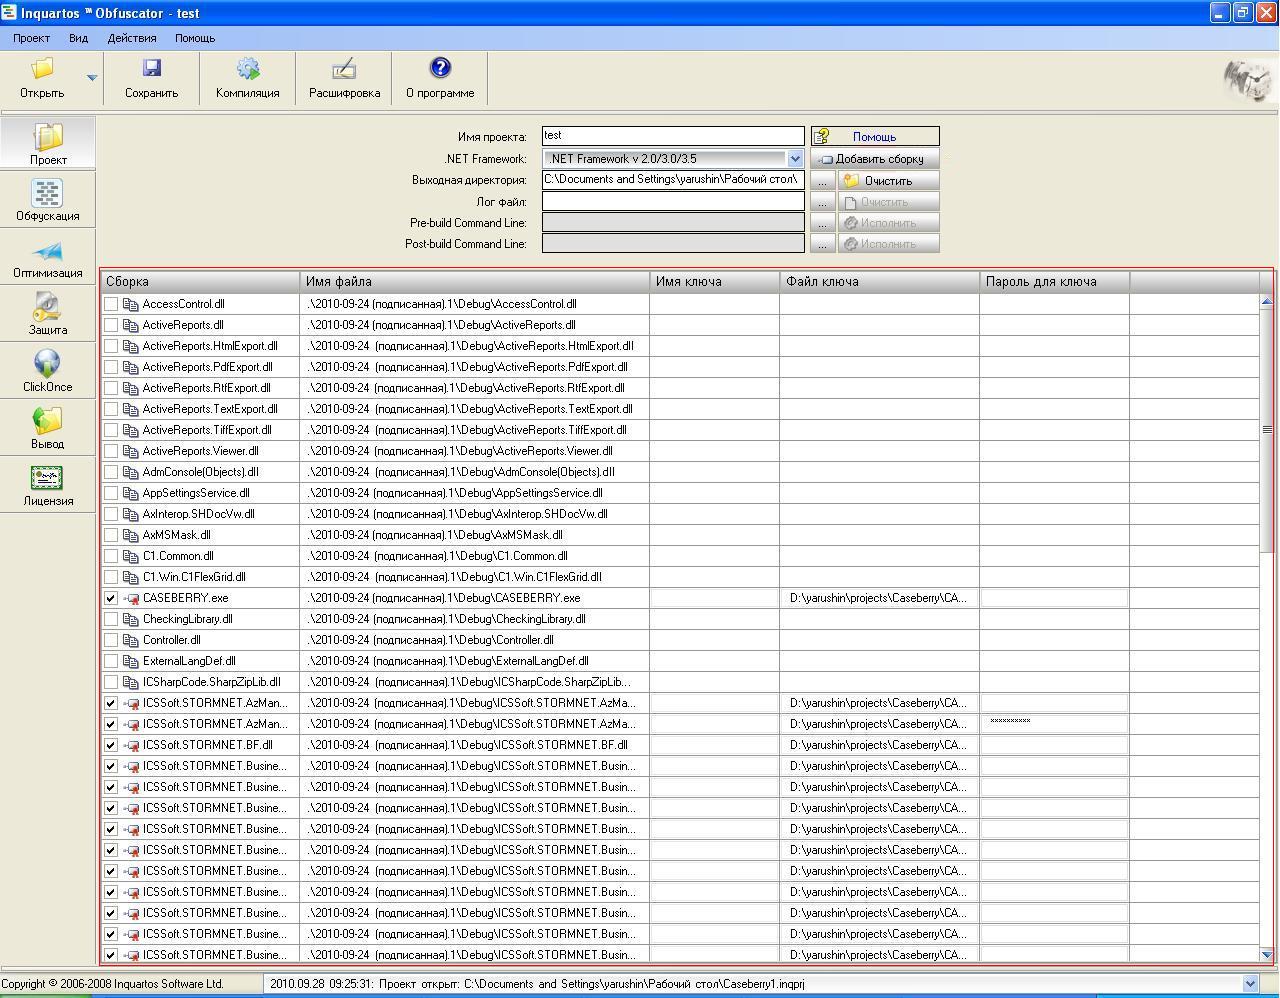 Inquartos ™ Obfuscator - test
Проект Вид Действия Помощь
Открыть Сохранить Компиляция Расшифровка О программе
Проект
Обфускация
Оптимизация
Защита
ClickOnce
Вывод
Лицензия
Имя проекта: test Помощь
.NET Framework: .NET Framework v 2.0/3.0/3.5 Добавить сборку
Выходная директория: C:\Documents and Settings\yarushin\Рабочий стол\ ... Очистить
Лог файл: ... Очистить
Pre-build Command Line: ... Исполнить
Post-build Command Line: ... Исполнить
Сборка Имя файла Имя ключа Файл ключа Пароль для ключа
AccessControl.dll .\2010-09-24 (подписанная).1\Debug\AccessControl.dll
ActiveReports.dll .\2010-09-24 (подписанная).1\Debug\ActiveReports.dll
ActiveReports.HtmlExport.dll .\2010-09-24 (подписанная).1\Debug\ActiveReports.HtmlExport.dll
ActiveReports.PdfExport.dll .\2010-09-24 (подписанная).1\Debug\ActiveReports.PdfExport.dll
ActiveReports.RtfExport.dll .\2010-09-24 (подписанная).1\Debug\ActiveReports.RtfExport.dll
ActiveReports.TextExport.dll .\2010-09-24 (подписанная).1\Debug\ActiveReports.TextExport.dll
ActiveReports.TiffExport.dll .\2010-09-24 (подписанная).1\Debug\ActiveReports.TiffExport.dll
ActiveReports.Viewer.dll .\2010-09-24 (подписанная).1\Debug\ActiveReports.Viewer.dll
AdmConsole(Objects).dll .\2010-09-24 (подписанная).1\Debug\AdmConsole(Objects).dll
AppSettingsService.dll .\2010-09-24 (подписанная).1\Debug\AppSettingsService.dll
AxInterop.SHDocVw.dll .\2010-09-24 (подписанная).1\Debug\AxInterop.SHDocVw.dll
AxMSMask.dll .\2010-09-24 (подписанная).1\Debug\AxMSMask.dll
C1.Common.dll .\2010-09-24 (подписанная).1\Debug\C1.Common.dll
C1.Win.C1FlexGrid.dll .\2010-09-24 (подписанная).1\Debug\C1.Win.C1FlexGrid.dll
CASEBERRY.exe .\2010-09-24 (подписанная).1\Debug\CASEBERRY.exe D:\yarushin\projects\Caseberry\CA...
CheckingLibrary.dll .\2010-09-24 (подписанная).1\Debug\CheckingLibrary.dll
Controller.dll .\2010-09-24 (подписанная).1\Debug\Controller.dll
ExternalLangDef.dll .\2010-09-24 (подписанная).1\Debug\ExternalLangDef.dll
ICSharpCode.SharpZipLib.dll .\2010-09-24 (подписанная).1\Debug\ICSharpCode.SharpZipLib...
ICSSoft.STORMNET.AzMan... .\2010-09-24 (подписанная).1\Debug\ICSSoft.STORMNET.AzMa... D:\yarushin\projects\Caseberry\CA...
ICSSoft.STORMNET.AzMan... .\2010-09-24 (подписанная).1\Debug\ICSSoft.STORMNET.AzMa... D:\yarushin\projects\Caseberry\CA... **********
ICSSoft.STORMNET.BF.dll .\2010-09-24 (подписанная).1\Debug\ICSSoft.STORMNET.BF.dll D:\yarushin\projects\Caseberry\CA...
ICSSoft.STORMNET.Busine... .\2010-09-24 (подписанная).1\Debug\ICSSoft.STORMNET.Busin... D:\yarushin\projects\Caseberry\CA...
ICSSoft.STORMNET.Busine... .\2010-09-24 (подписанная).1\Debug\ICSSoft.STORMNET.Busin... D:\yarushin\projects\Caseberry\CA...
ICSSoft.STORMNET.Busine... .\2010-09-24 (подписанная).1\Debug\ICSSoft.STORMNET.Busin... D:\yarushin\projects\Caseberry\CA...
ICSSoft.STORMNET.Busine... .\2010-09-24 (подписанная).1\Debug\ICSSoft.STORMNET.Busin... D:\yarushin\projects\Caseberry\CA...
ICSSoft.STORMNET.Busine... .\2010-09-24 (подписанная).1\Debug\ICSSoft.STORMNET.Busin... D:\yarushin\projects\Caseberry\CA...
ICSSoft.STORMNET.Busine... .\2010-09-24 (подписанная).1\Debug\ICSSoft.STORMNET.Busin... D:\yarushin\projects\Caseberry\CA...
ICSSoft.STORMNET.Busine... .\2010-09-24 (подписанная).1\Debug\ICSSoft.STORMNET.Busin... D:\yarushin\projects\Caseberry\CA...
ICSSoft.STORMNET.Busine... .\2010-09-24 (подписанная).1\Debug\ICSSoft.STORMNET.Busin... D:\yarushin\projects\Caseberry\CA...
ICSSoft.STORMNET.Busine... .\2010-09-24 (подписанная).1\Debug\ICSSoft.STORMNET.Busin... D:\yarushin\projects\Caseberry\CA...
ICSSoft.STORMNET.Busine... .\2010-09-24 (подписанная).1\Debug\ICSSoft.STORMNET.Busin... D:\yarushin\projects\Caseberry\CA...
Copyright © 2006-2008 Inquartos Software Ltd. 2010.09.28 09:25:31: Проект открыт: C:\Documents and Settings\yarushin\Рабочий стол\Caseberry1.inqprj